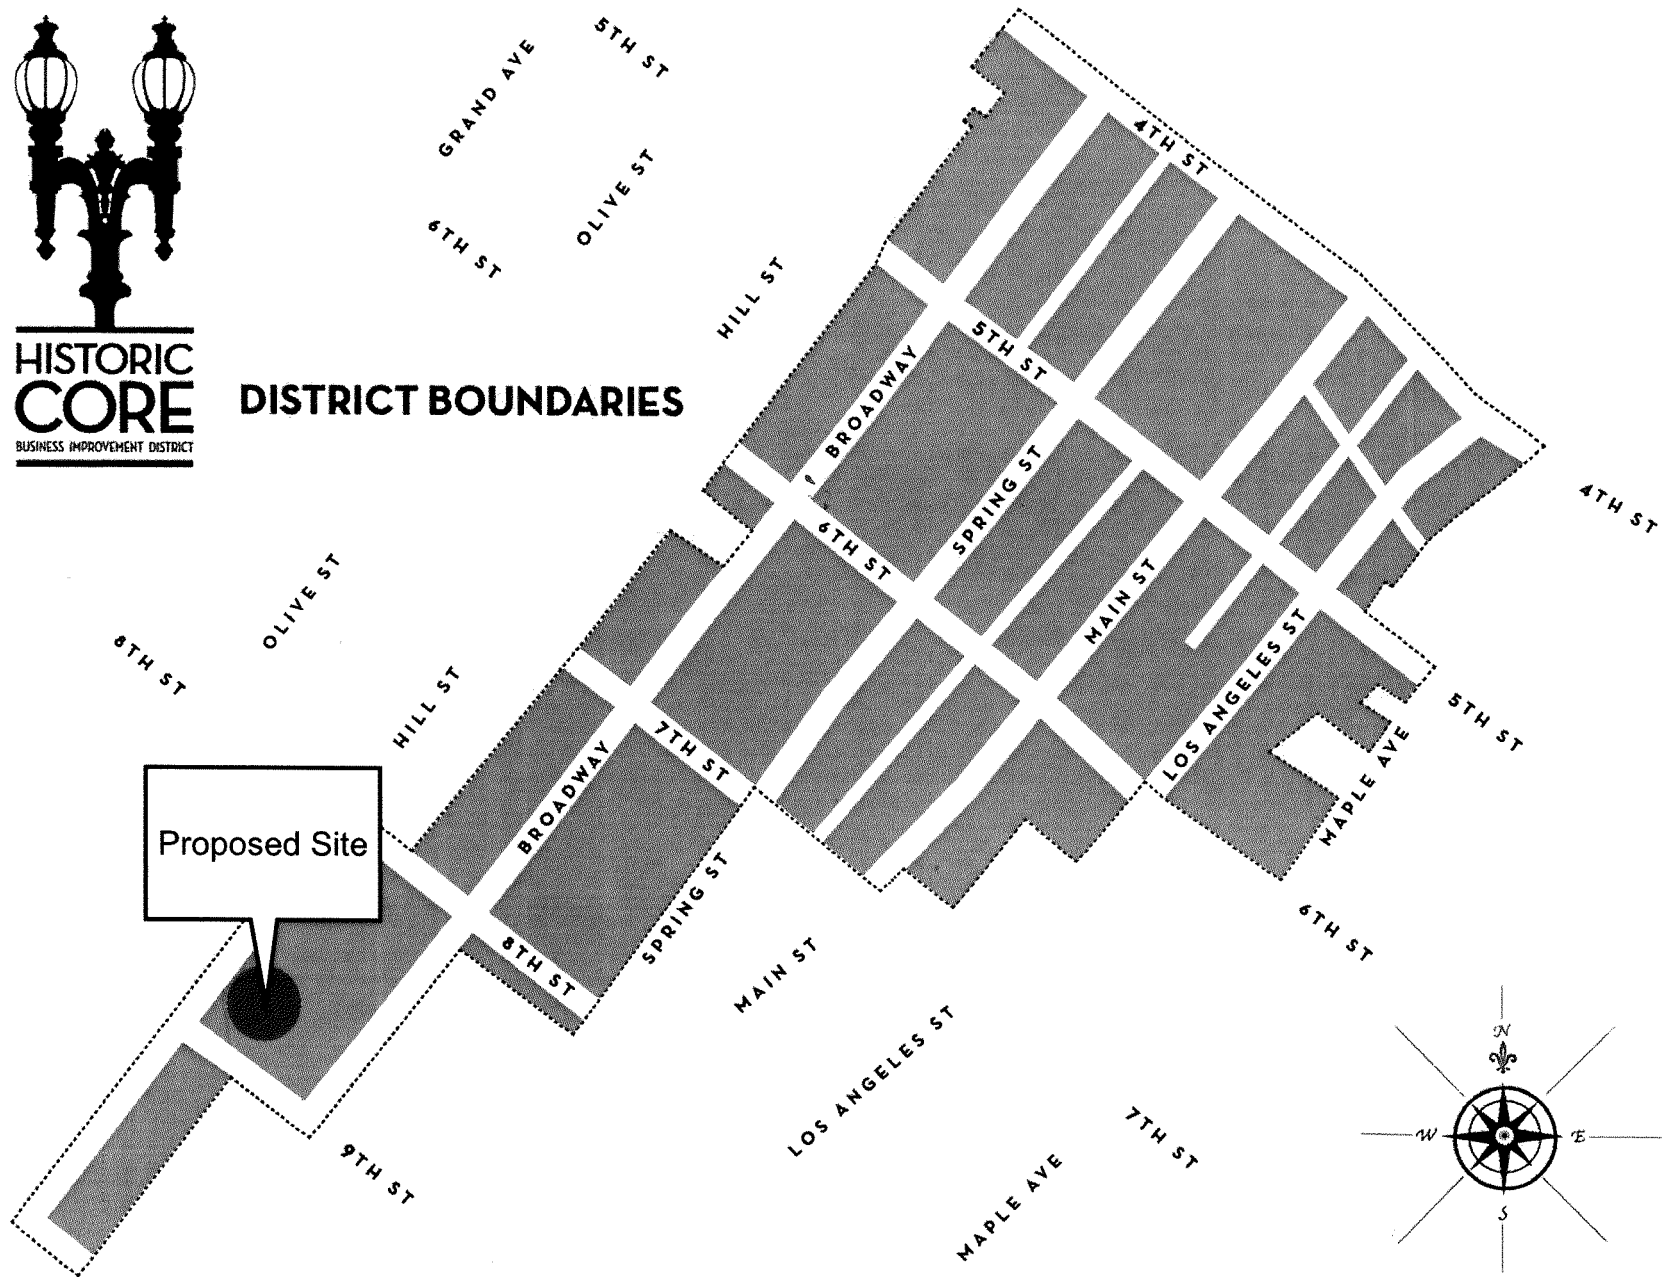 5TH ST
GRAND AVE
4TH ST
OLIVE ST
6TH ST
HILL ST
HISTORIC
CORE
BUSINESS IMPROVEMENT DISTRICT
DISTRICT BOUNDARIES
5TH ST
BROADWAY
SPRING ST
4TH ST
6TH ST
MAIN ST
OLIVE ST
8TH ST
HILL ST
LOS ANGELES ST
5TH ST
7TH ST
BROADWAY
MAPLE AVE
Proposed Site
SPRING ST
6TH ST
8TH ST
MAIN ST
LOS ANGELES ST
N
W
E
S
7TH ST
9TH ST
MAPLE AVE